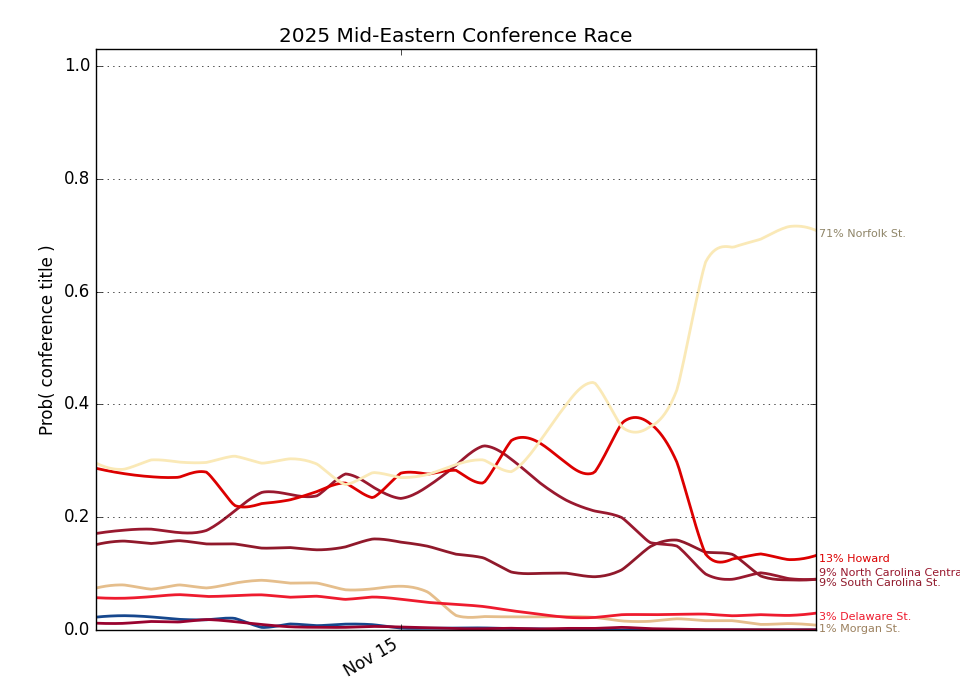 2025 Mid-Eastern Conference Race
Prob( conference title )
1.0
0.8
0.6
0.4
0.2
0.0
Nov 15
71% Norfolk St.
13% Howard
9% North Carolina Centra
9% South Carolina St.
3% Delaware St.
1% Morgan St.